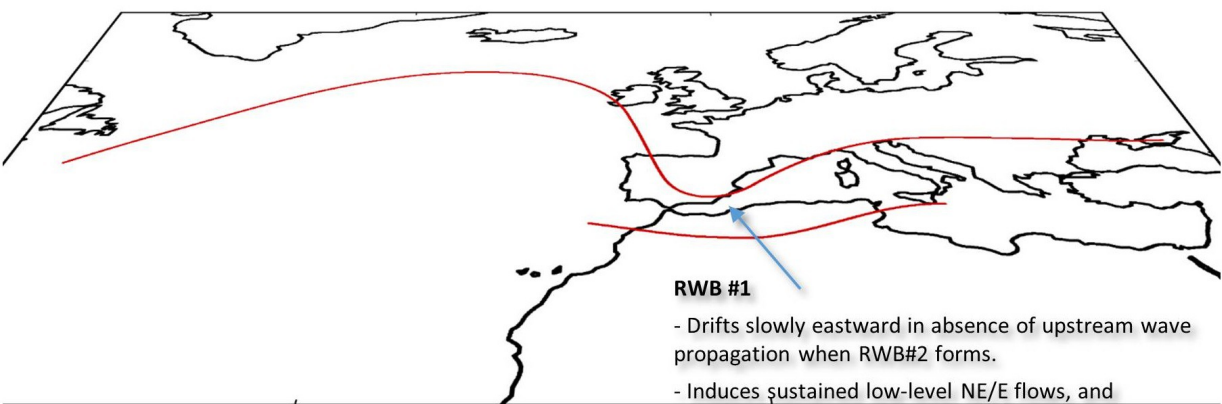 RWB #1
- Drifts slowly eastward in absence of upstream wave
propagation when RWB#2 forms.
- Induces sustained low-level NE/E flows, and